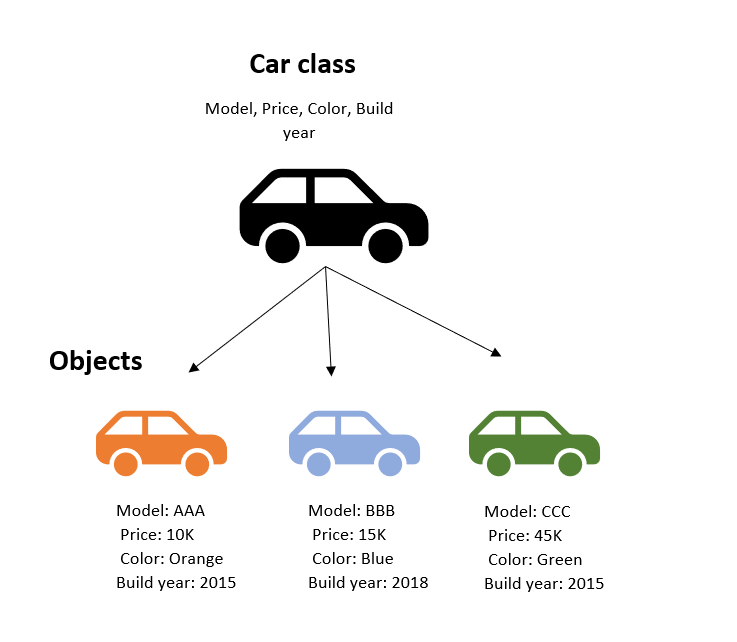 Car class
Model, Price, Color, Build
year
Objects
Model: AAA
Price: 10K
Color: Orange
Build year: 2015
Model: BBB
Price: 15K
Color: Blue
Build year: 2018
Model: CCC
Price: 45K
Color: Green
Build year: 2015